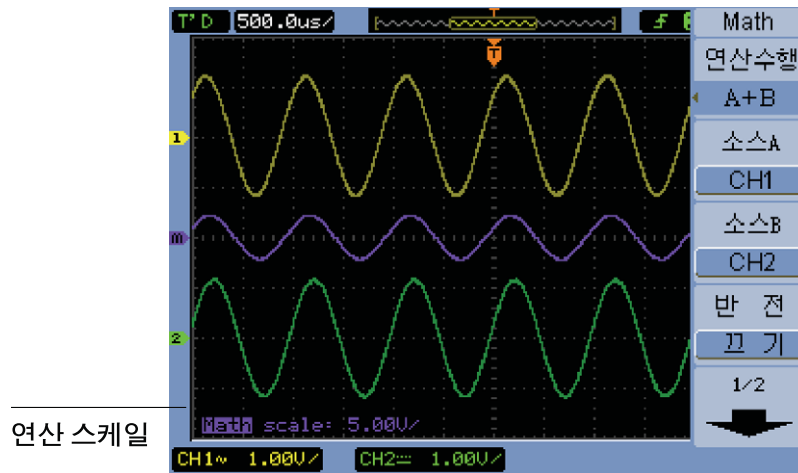 T'D 500.0us/
Math
연산수행
A+B
소스A
CH1
소스B
CH2
반 전
끄 기
1/2
T
T
1
m
2
Math scale: 5.00V/
연산 스케일
CH1~ 1.00V/ CH2 1.00V/